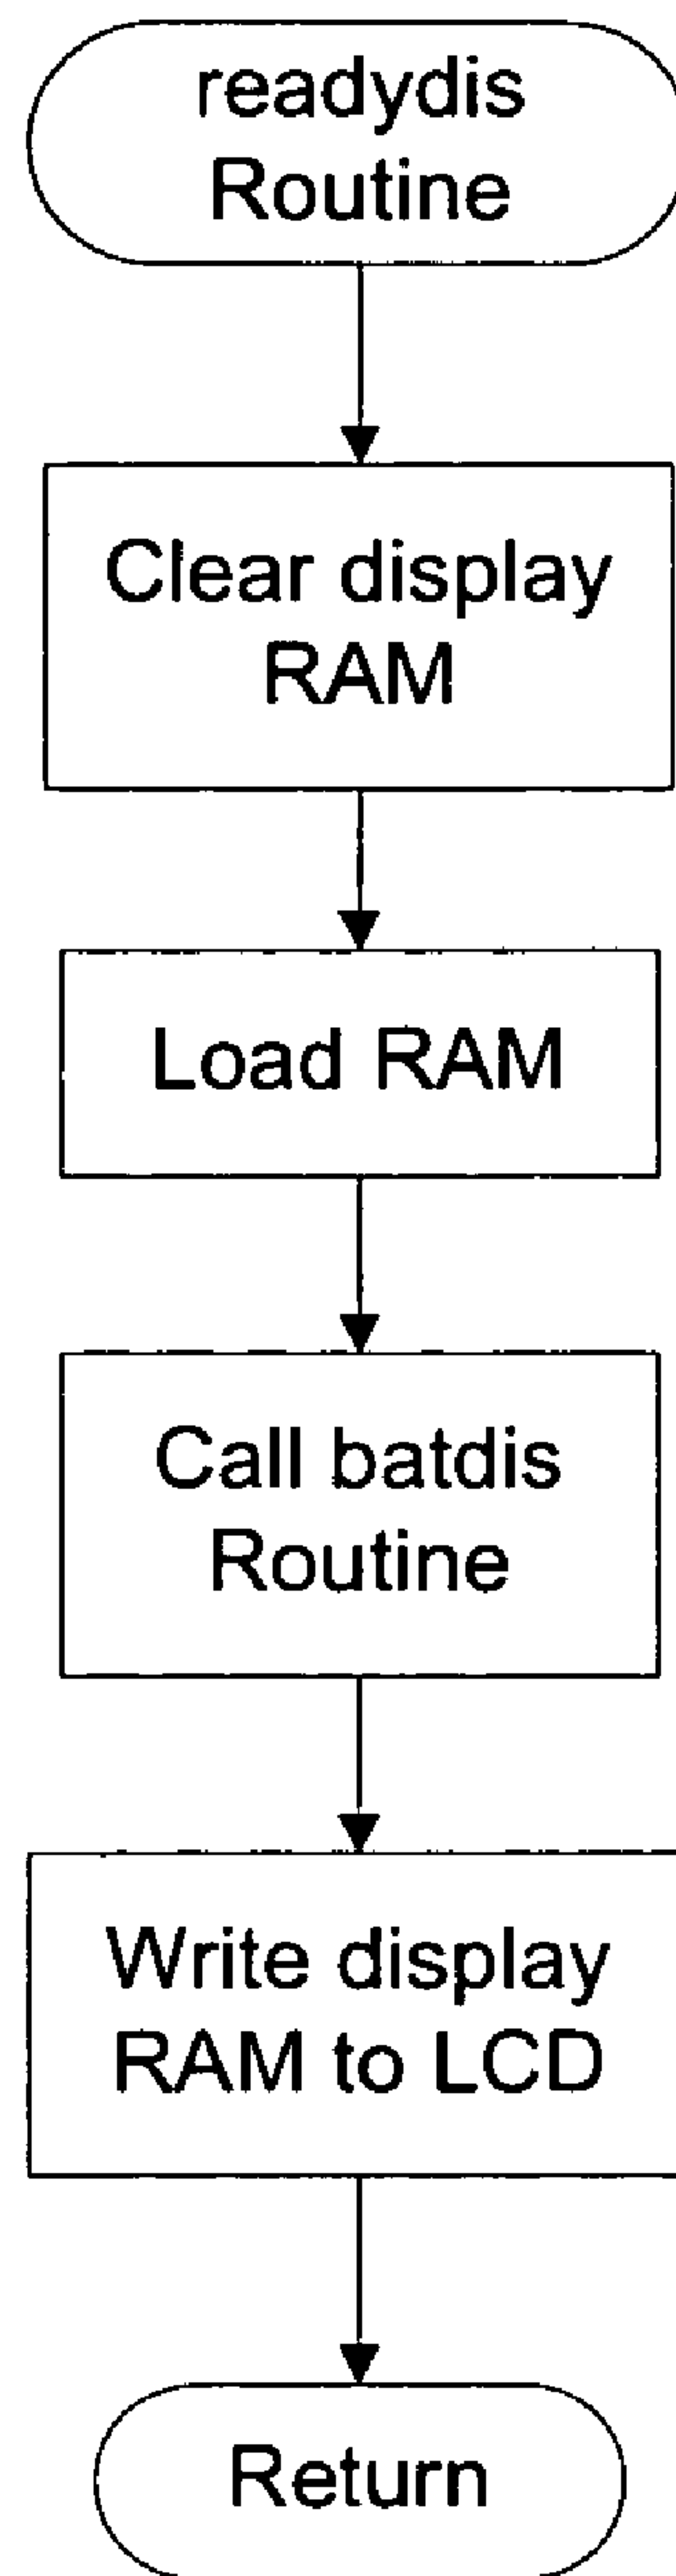 readydis
Routine
Clear display
RAM
Load RAM
Call batdis
Routine
Write display
RAM to LCD
Return